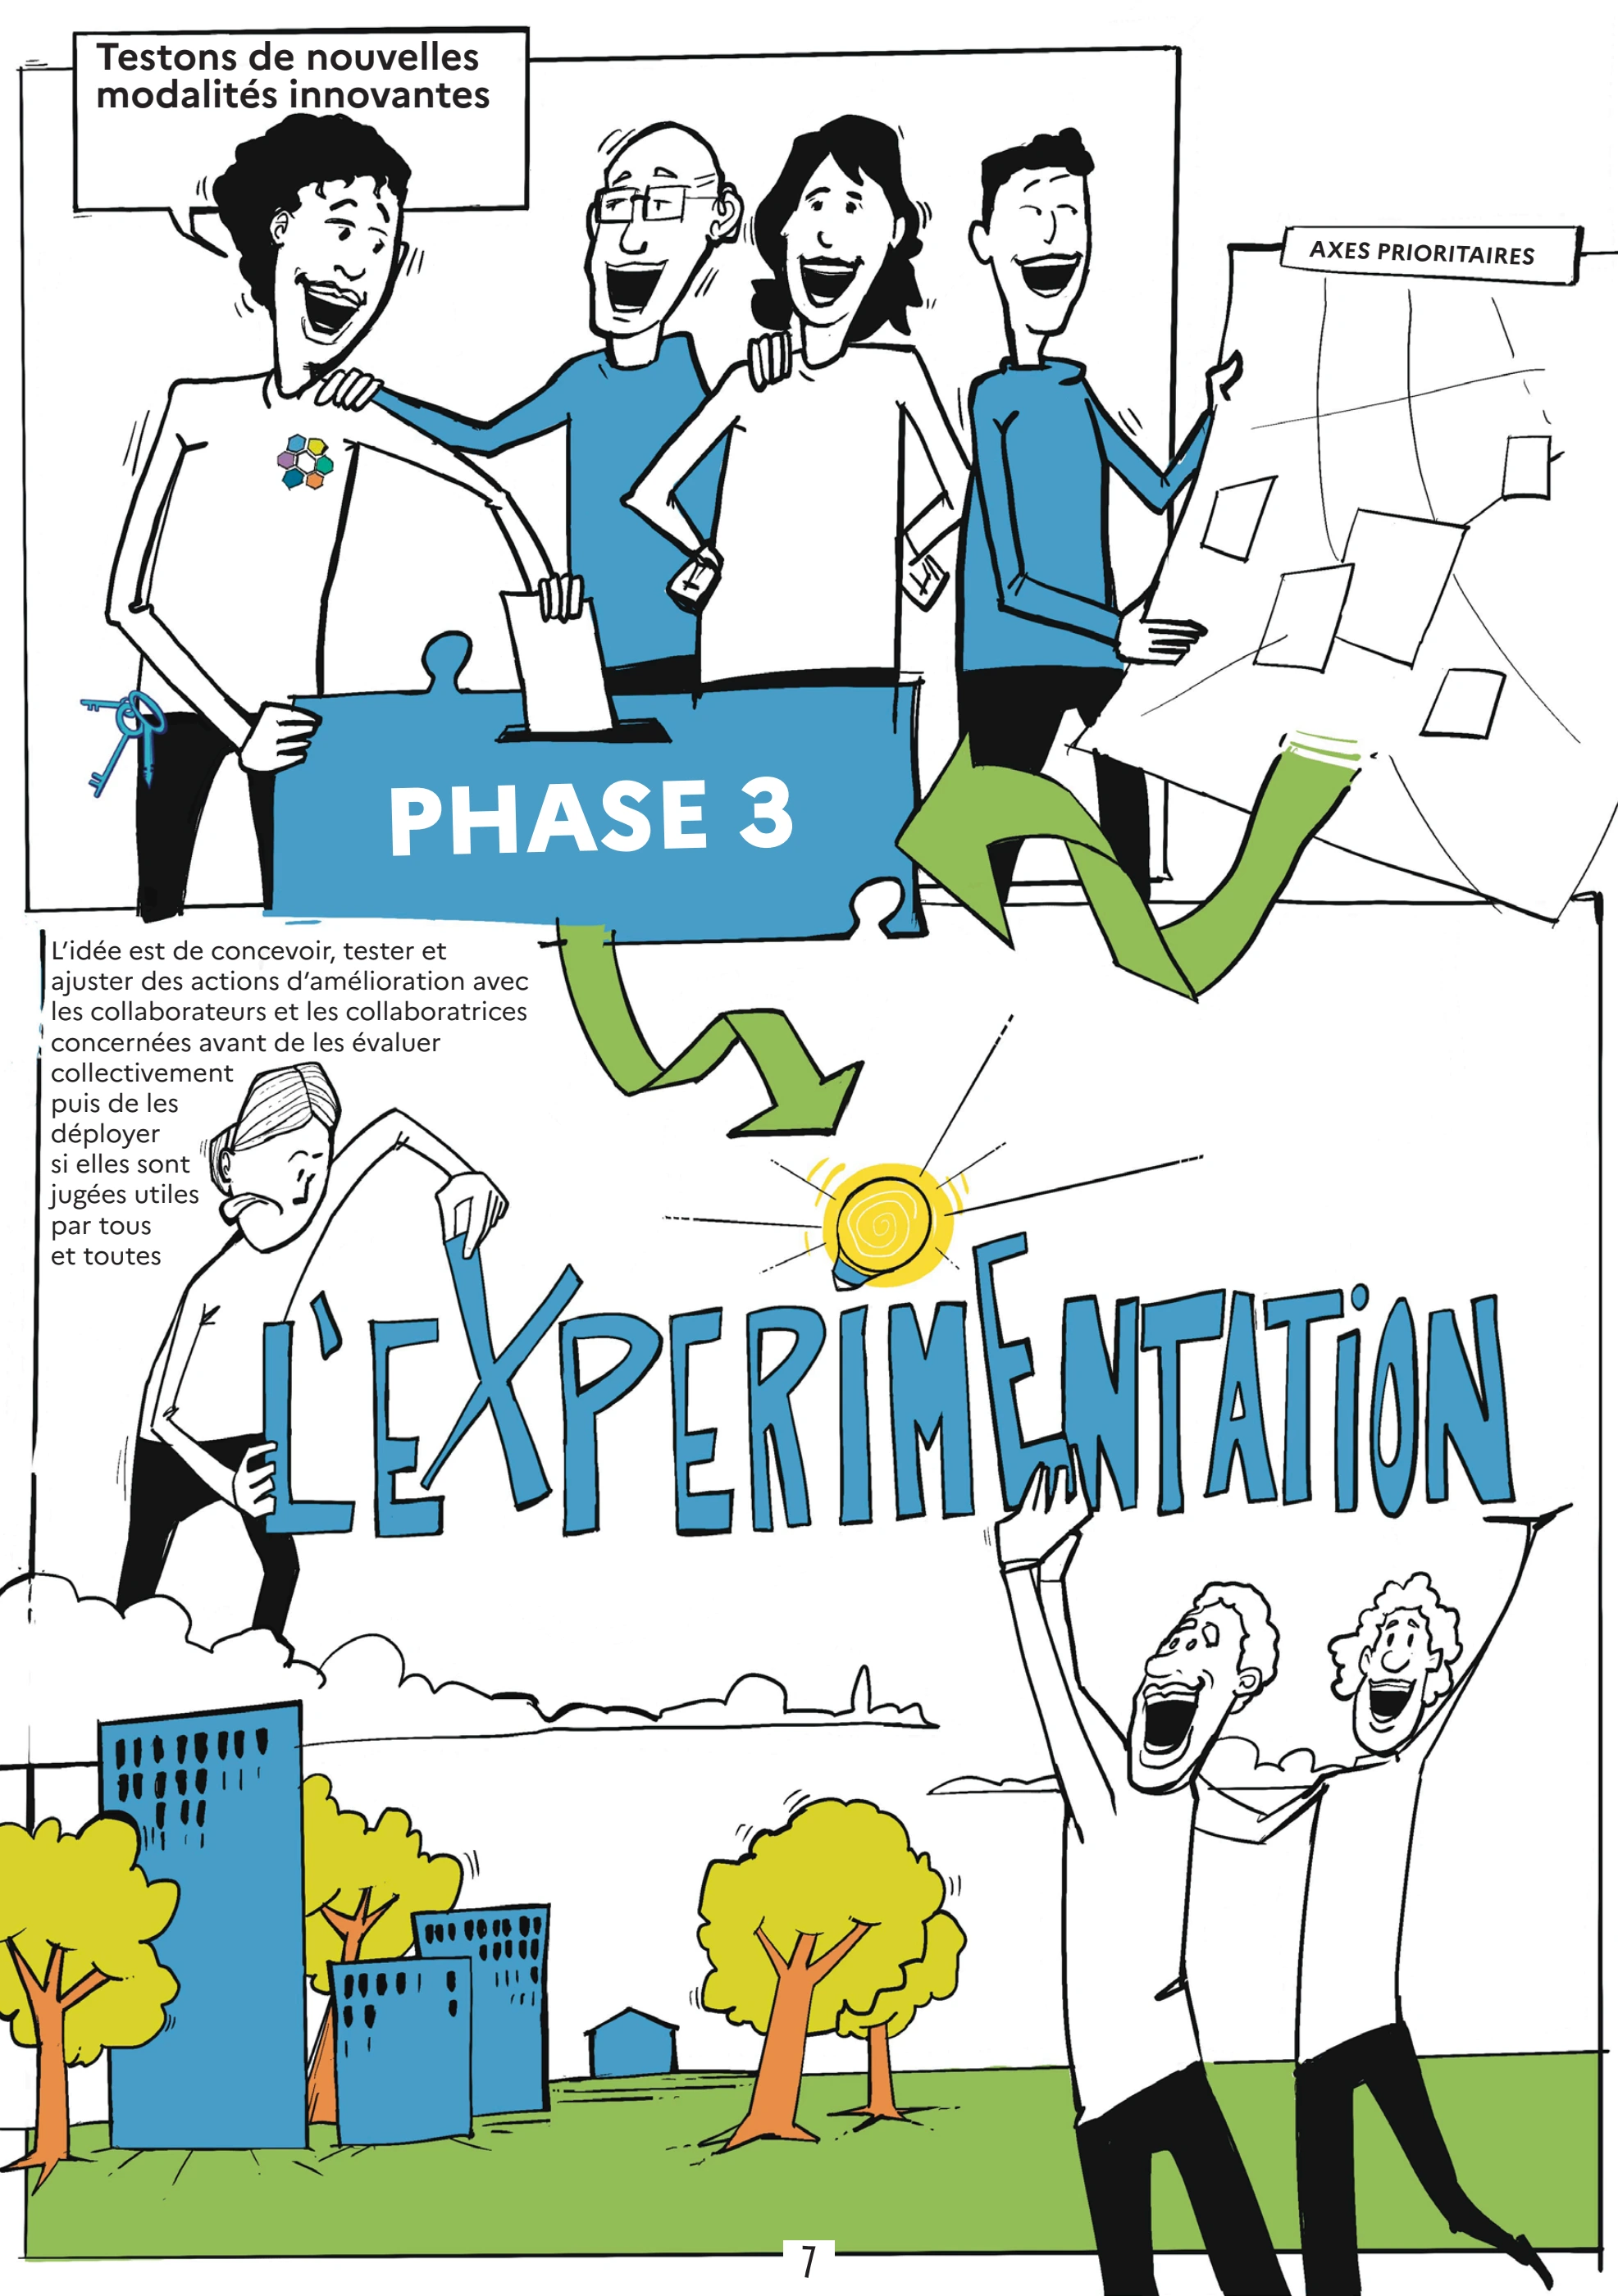 Testons de nouvelles
modalités innovantes
AXES PRIORITAIRES
PHASE 3
L’idée est de concevoir, tester et
ajuster des actions d’amélioration avec
les collaborateurs et les collaboratrices
concernées avant de les évaluer
collectivement
puis de les
déployer
si elles sont
jugées utiles
par tous
et toutes
L'EXPERIMENTATiON
7